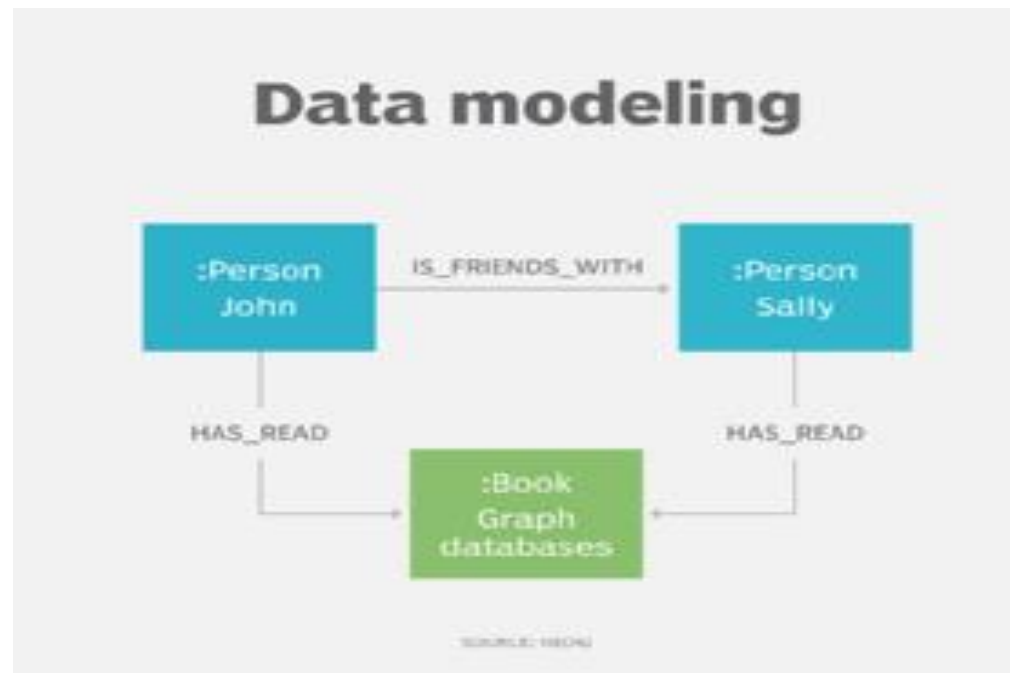 Data modeling
:Person
John
IS_FRIENDS_WITH
:Person
Sally
HAS_READ
HAS_READ
:Book
Graph
databases